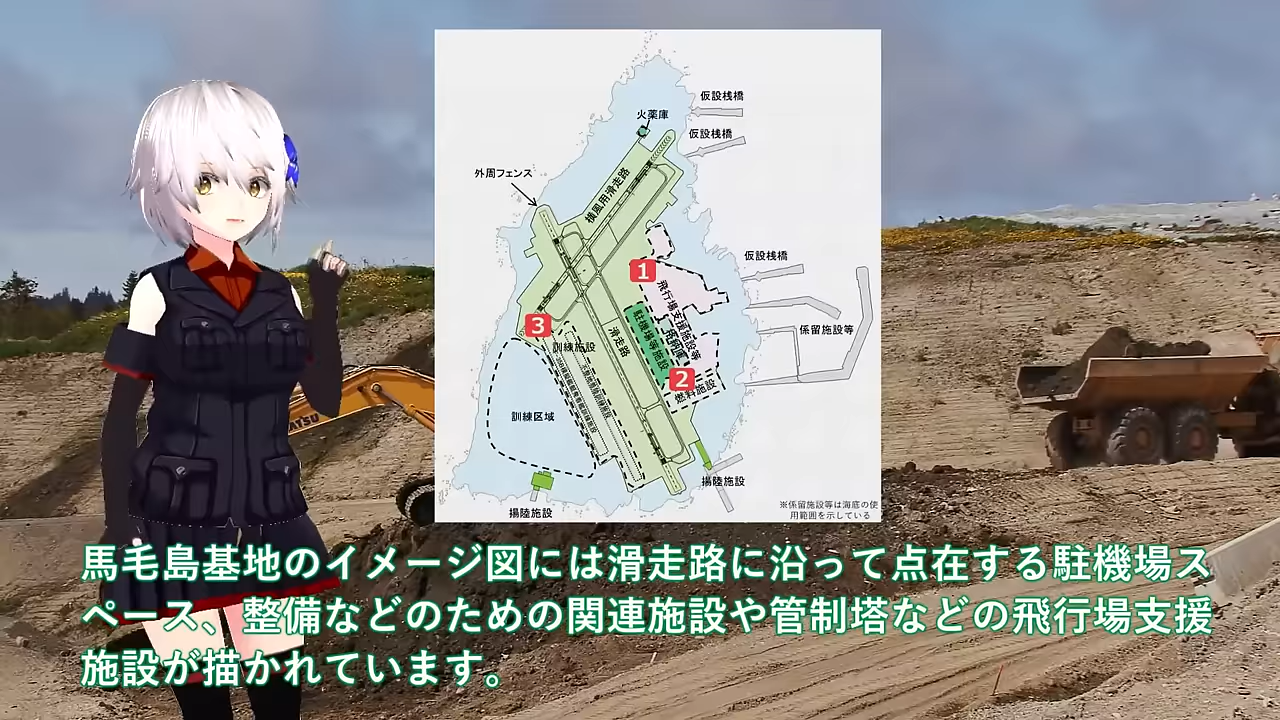 仮設桟橋
火薬庫
仮設桟橋
外周フェンス
横風用滑走路
仮設桟橋
1
飛行場支援施設等
3
係留施設等
駐機場等施設
滑走路
訓練施設
格納庫
2
燃料施設
訓練区域
揚陸施設
揚陸施設
※係留施設等は海底の使
用範囲を示している
馬毛島基地のイメージ図には滑走路に沿って点在する駐機場ス
ペース、整備などのための関連施設や管制塔などの飛行場支援
施設が描かれています。